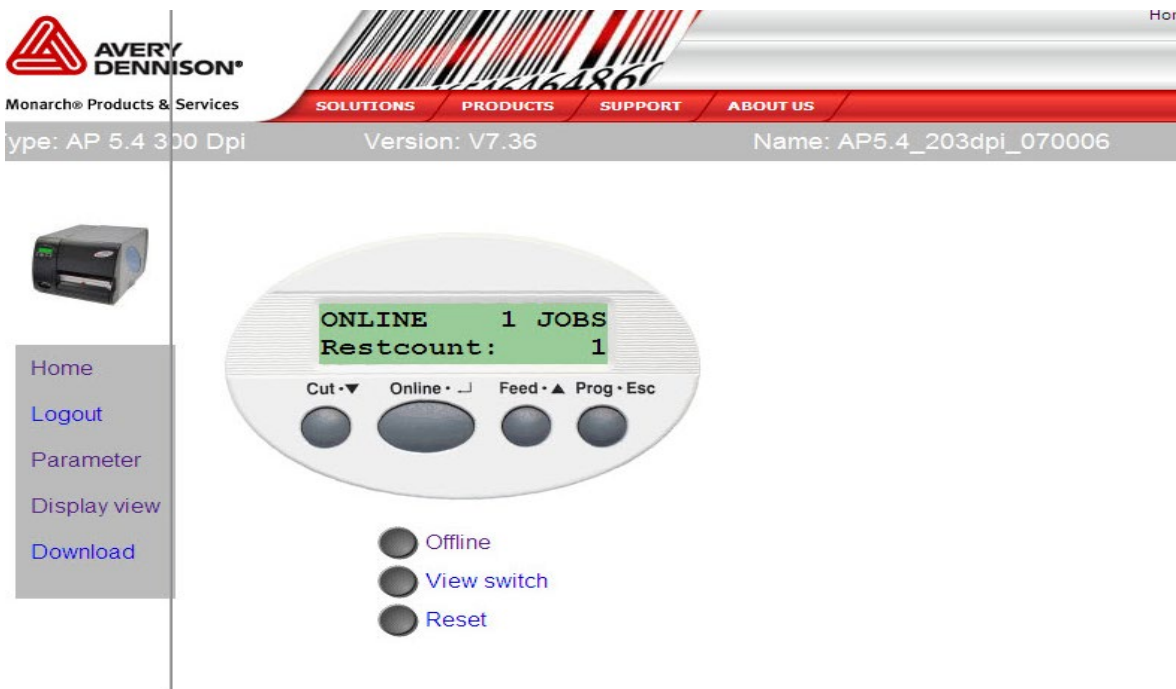 Hor
AVERY
DENNISON®
Monarch® Products & Services
SOLUTIONS PRODUCTS SUPPORT ABOUT US
ype: AP 5.4 300 Dpi Version: V7.36 Name: AP5.4_203dpi_070006
ONLINE 1 JOBS
Restcount: 1
Cut·▼ Online·↵ Feed·▲ Prog·Esc
Home
Logout
Parameter
Display view
Download
Offline
View switch
Reset